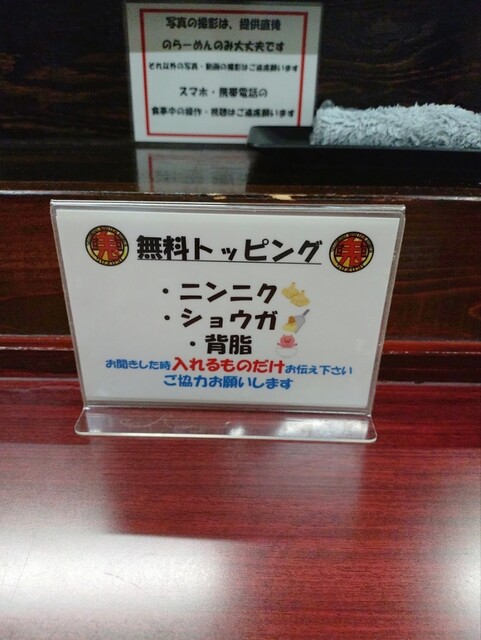 写真の撮影は、提供直後
のらーめんのみ大丈夫です
それ以外の写真・動画の撮影はご遠慮願います
スマホ・携帯電話の
食事中の操作・視聴はご遠慮願います
無料トッピング
・ニンニク
・ショウガ
・背脂
お聞きした時入れるものだけお伝え下さい
ご協力お願いします